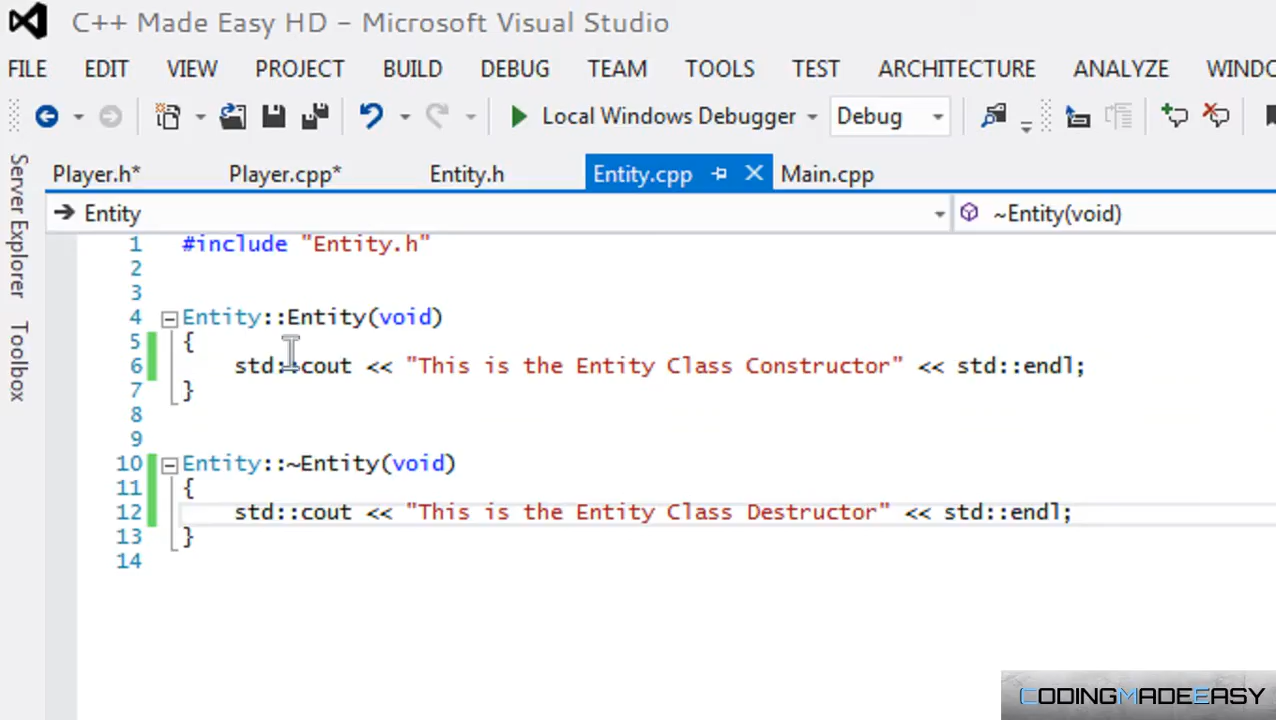 C++ Made Easy HD - Microsoft Visual Studio
FILE EDIT VIEW PROJECT BUILD DEBUG TEAM TOOLS TEST ARCHITECTURE ANALYZE WINDO
Local Windows Debugger Debug
Server Explorer
Toolbox
Player.h* Player.cpp* Entity.h Entity.cpp Main.cpp
Entity ~Entity(void)
1 #include "Entity.h"
2
3
4 Entity::Entity(void)
5 {
6 std::cout << "This is the Entity Class Constructor" << std::endl;
7 }
8
9
10 Entity::~Entity(void)
11 {
12 std::cout << "This is the Entity Class Destructor" << std::endl;
13 }
14
CODINGMADEEASY